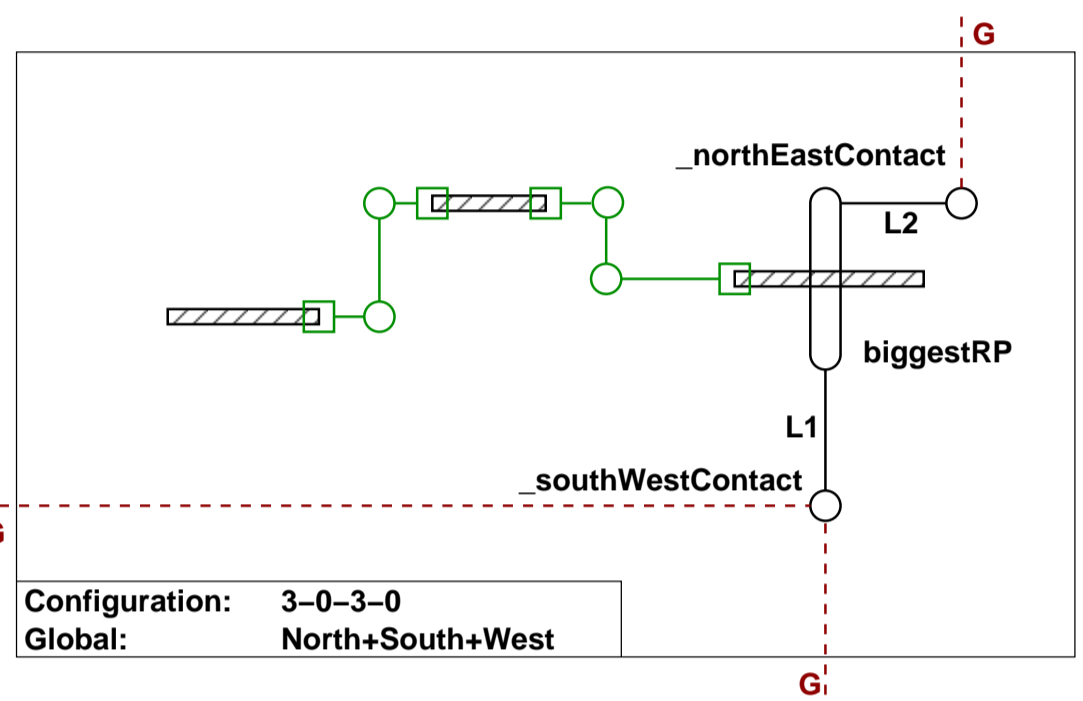 G
_northEastContact
L2
biggestRP
L1
_southWestContact
G
Configuration: 3–0–3–0
Global: North+South+West
G